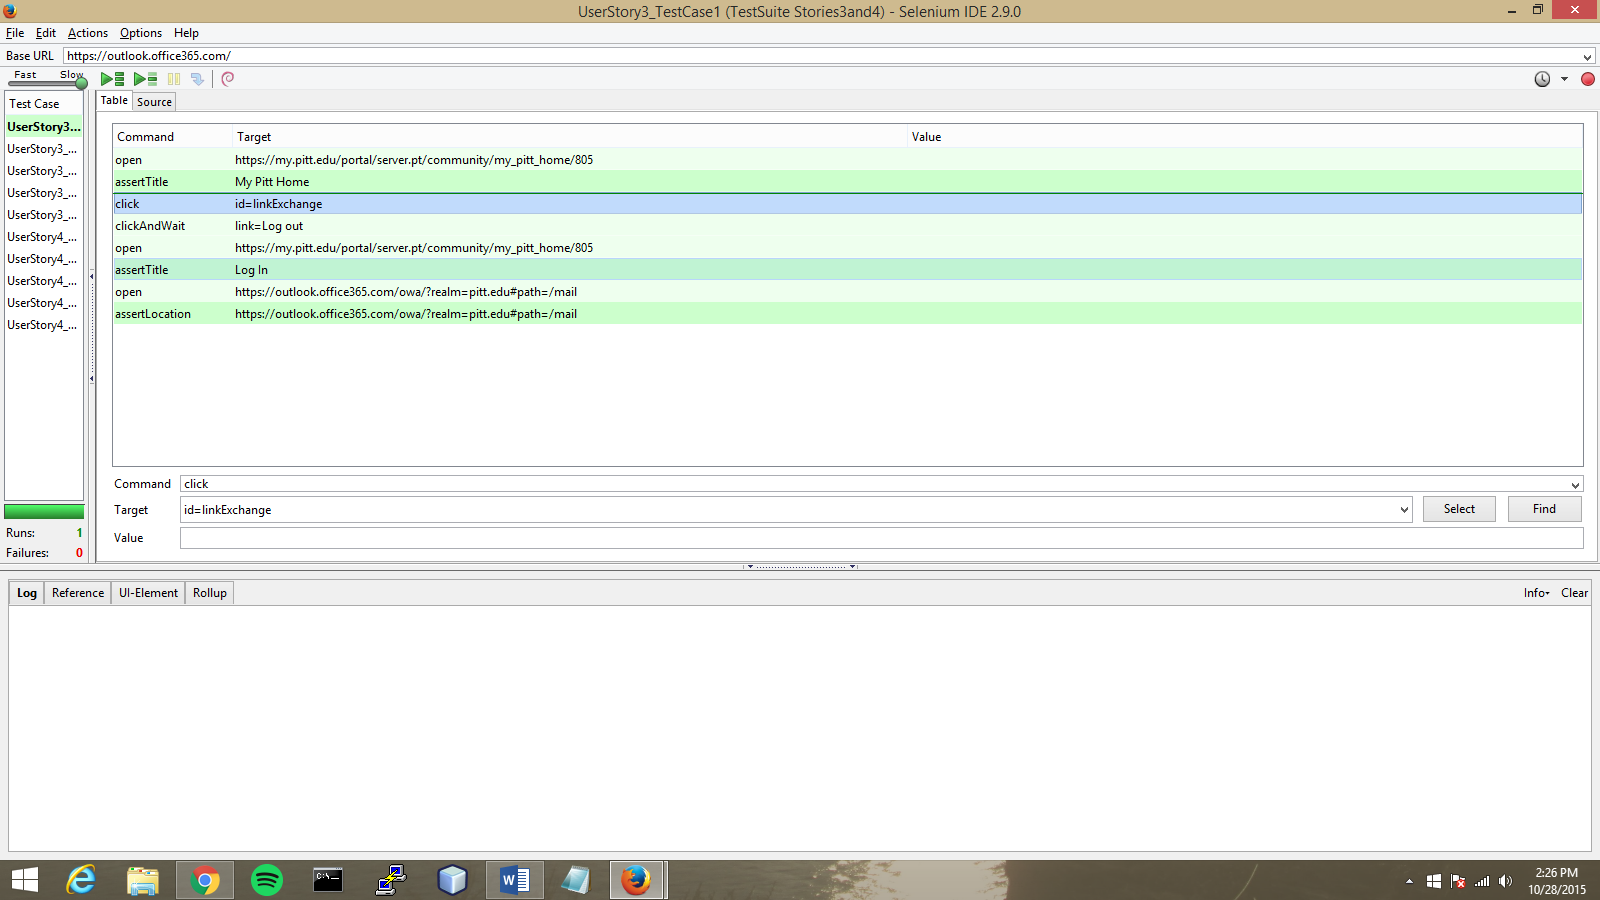 UserStory3_TestCase1 (TestSuite Stories3and4) - Selenium IDE 2.9.0
File Edit Actions Options Help
Base URL https://outlook.office365.com/
Fast Slow
Test Case
UserStory3...
UserStory3_...
UserStory3_...
UserStory3_...
UserStory3_...
UserStory4_...
UserStory4_...
UserStory4_...
UserStory4_...
UserStory4_...
Runs: 1
Failures: 0
Table Source
Command Target Value
open https://my.pitt.edu/portal/server.pt/community/my_pitt_home/805
assertTitle My Pitt Home
click id=linkExchange
clickAndWait link=Log out
open https://my.pitt.edu/portal/server.pt/community/my_pitt_home/805
assertTitle Log In
open https://outlook.office365.com/owa/?realm=pitt.edu#path=/mail
assertLocation https://outlook.office365.com/owa/?realm=pitt.edu#path=/mail
Command click
Target id=linkExchange Select Find
Value
Log Reference UI-Element Rollup Info Clear
2:26 PM
10/28/2015